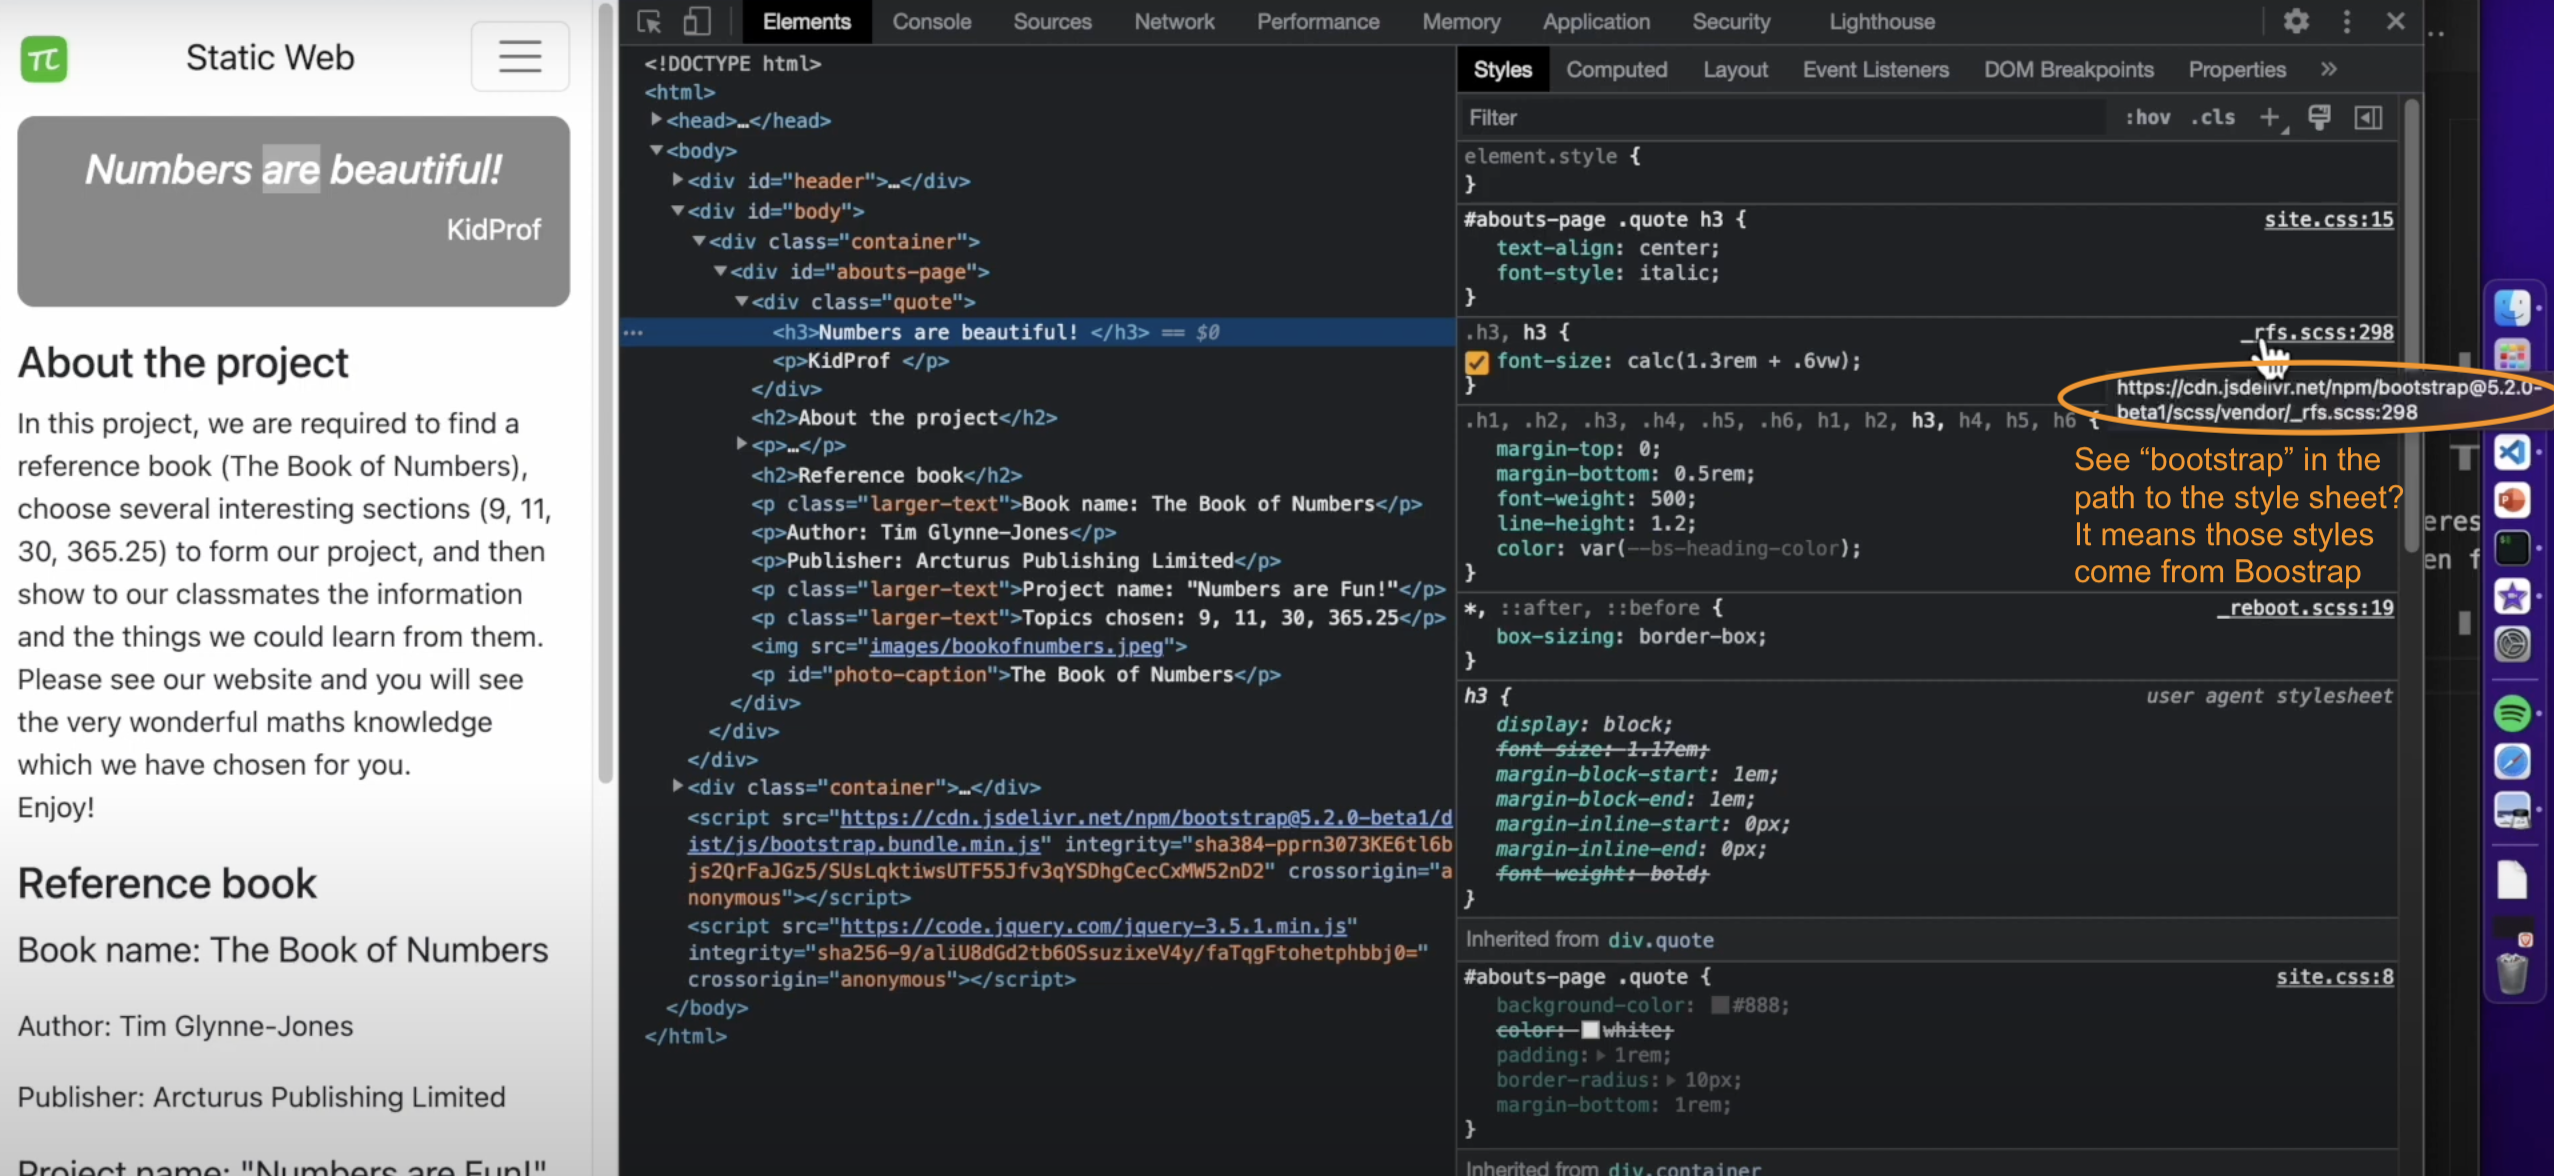 Static Web
Numbers are beautiful!
KidProf
About the project
In this project, we are required to find a
reference book (The Book of Numbers),
choose several interesting sections (9, 11,
30, 365.25) to form our project, and then
show to our classmates the information
and the things we could learn from them.
Please see our website and you will see
the very wonderful maths knowledge
which we have chosen for you.
Enjoy!
Reference book
Book name: The Book of Numbers
Author: Tim Glynne-Jones
Publisher: Arcturus Publishing Limited
Project name: "Numbers are Fun!"
Elements Console Sources Network Performance Memory Application Security Lighthouse
<!DOCTYPE html>
<html>
<head>…</head>
<body>
<div id="header">…</div>
<div id="body">
<div class="container">
<div id="abouts-page">
<div class="quote">
<h3>Numbers are beautiful! </h3> == $0
<p>KidProf </p>
</div>
<h2>About the project</h2>
<p>…</p>
<h2>Reference book</h2>
<p class="larger-text">Book name: The Book of Numbers</p>
<p>Author: Tim Glynne-Jones</p>
<p>Publisher: Arcturus Publishing Limited</p>
<p class="larger-text">Project name: "Numbers are Fun!"</p>
<p class="larger-text">Topics chosen: 9, 11, 30, 365.25</p>
<img src="images/bookofnumbers.jpeg">
<p id="photo-caption">The Book of Numbers</p>
</div>
</div>
</div>
<div class="container">…</div>
<script src="https://cdn.jsdelivr.net/npm/bootstrap@5.2.0-beta1/d
ist/js/bootstrap.bundle.min.js" integrity="sha384-pprn3073KE6tl6b
js2QrFaJGz5/SUsLqktiwsUTF55Jfv3qYSDhgCecCxMW52nD2" crossorigin="a
nonymous"></script>
<script src="https://code.jquery.com/jquery-3.5.1.min.js"
integrity="sha256-9/aliU8dGd2tb6OSsuzixeV4y/faTqgFtohetphbbj0="
crossorigin="anonymous"></script>
</body>
</html>
Styles Computed Layout Event Listeners DOM Breakpoints Properties »
Filter :hov .cls +
element.style {
}
#abouts-page .quote h3 { site.css:15
text-align: center;
font-style: italic;
}
.h3, h3 { _rfs.scss:298
font-size: calc(1.3rem + .6vw);
}
https://cdn.jsdelivr.net/npm/bootstrap@5.2.0-
beta1/scss/vendor/_rfs.scss:298
.h1, .h2, .h3, .h4, .h5, .h6, h1, h2, h3, h4, h5, h6 {
margin-top: 0;
margin-bottom: 0.5rem;
font-weight: 500;
line-height: 1.2;
color: var(--bs-heading-color);
}
See “bootstrap” in the
path to the style sheet?
It means those styles
come from Boostrap
*, ::after, ::before { _reboot.scss:19
box-sizing: border-box;
}
h3 { user agent stylesheet
display: block;
font-size: 1.17em;
margin-block-start: 1em;
margin-block-end: 1em;
margin-inline-start: 0px;
margin-inline-end: 0px;
font-weight: bold;
}
Inherited from div.quote
#abouts-page .quote { site.css:8
background-color: #888;
color: white;
padding: 1rem;
border-radius: 10px;
margin-bottom: 1rem;
}
Inherited from div.container
eres
en f